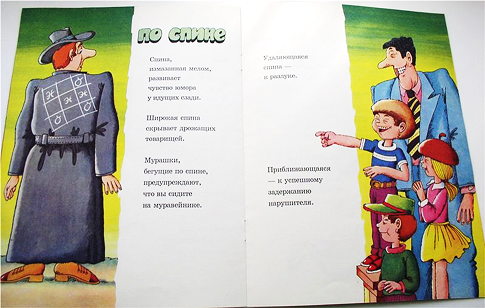 по спине
Спина,
измазанная мелом,
развивает
чувство юмора
у идущих сзади.
Широкая спина
скрывает дрожащих
товарищей.
Мурашки,
бегущие по спине,
предупреждают,
что вы сидите
на муравейнике.
Удаляющаяся
спина —
к разлуке.
Приближающаяся
— к успешному
задержанию
нарушителя.